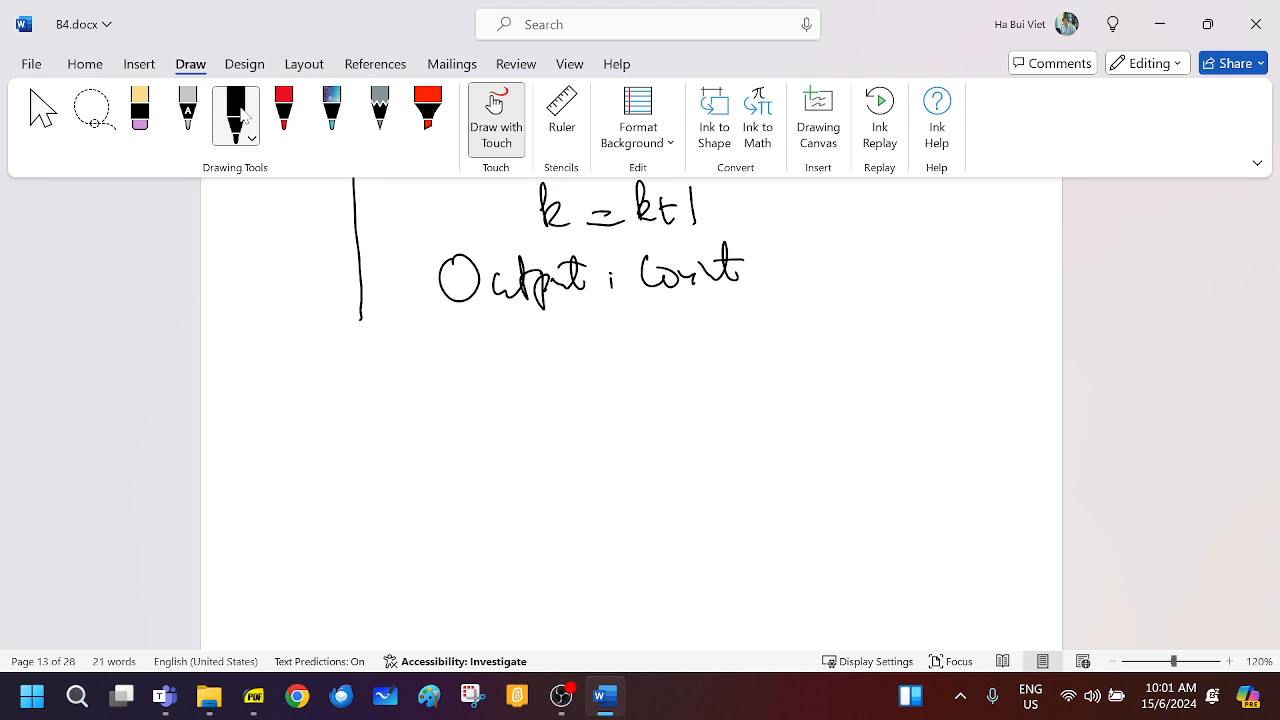 B4.docx
Search
Ha Bui Viet
File Home Insert Draw Design Layout References Mailings Review View Help
Comments Editing Share
Draw with Touch
Ruler
Format Background
Ink to Shape
Ink to Math
Drawing Canvas
Ink Replay
Ink Help
Drawing Tools Touch Stencils Edit Convert Insert Replay Help
k = k+1
Output : count
Page 13 of 28 21 words English (United States) Text Predictions: On Accessibility: Investigate Display Settings Focus 120%
ENG US
10:01 AM
15/6/2024